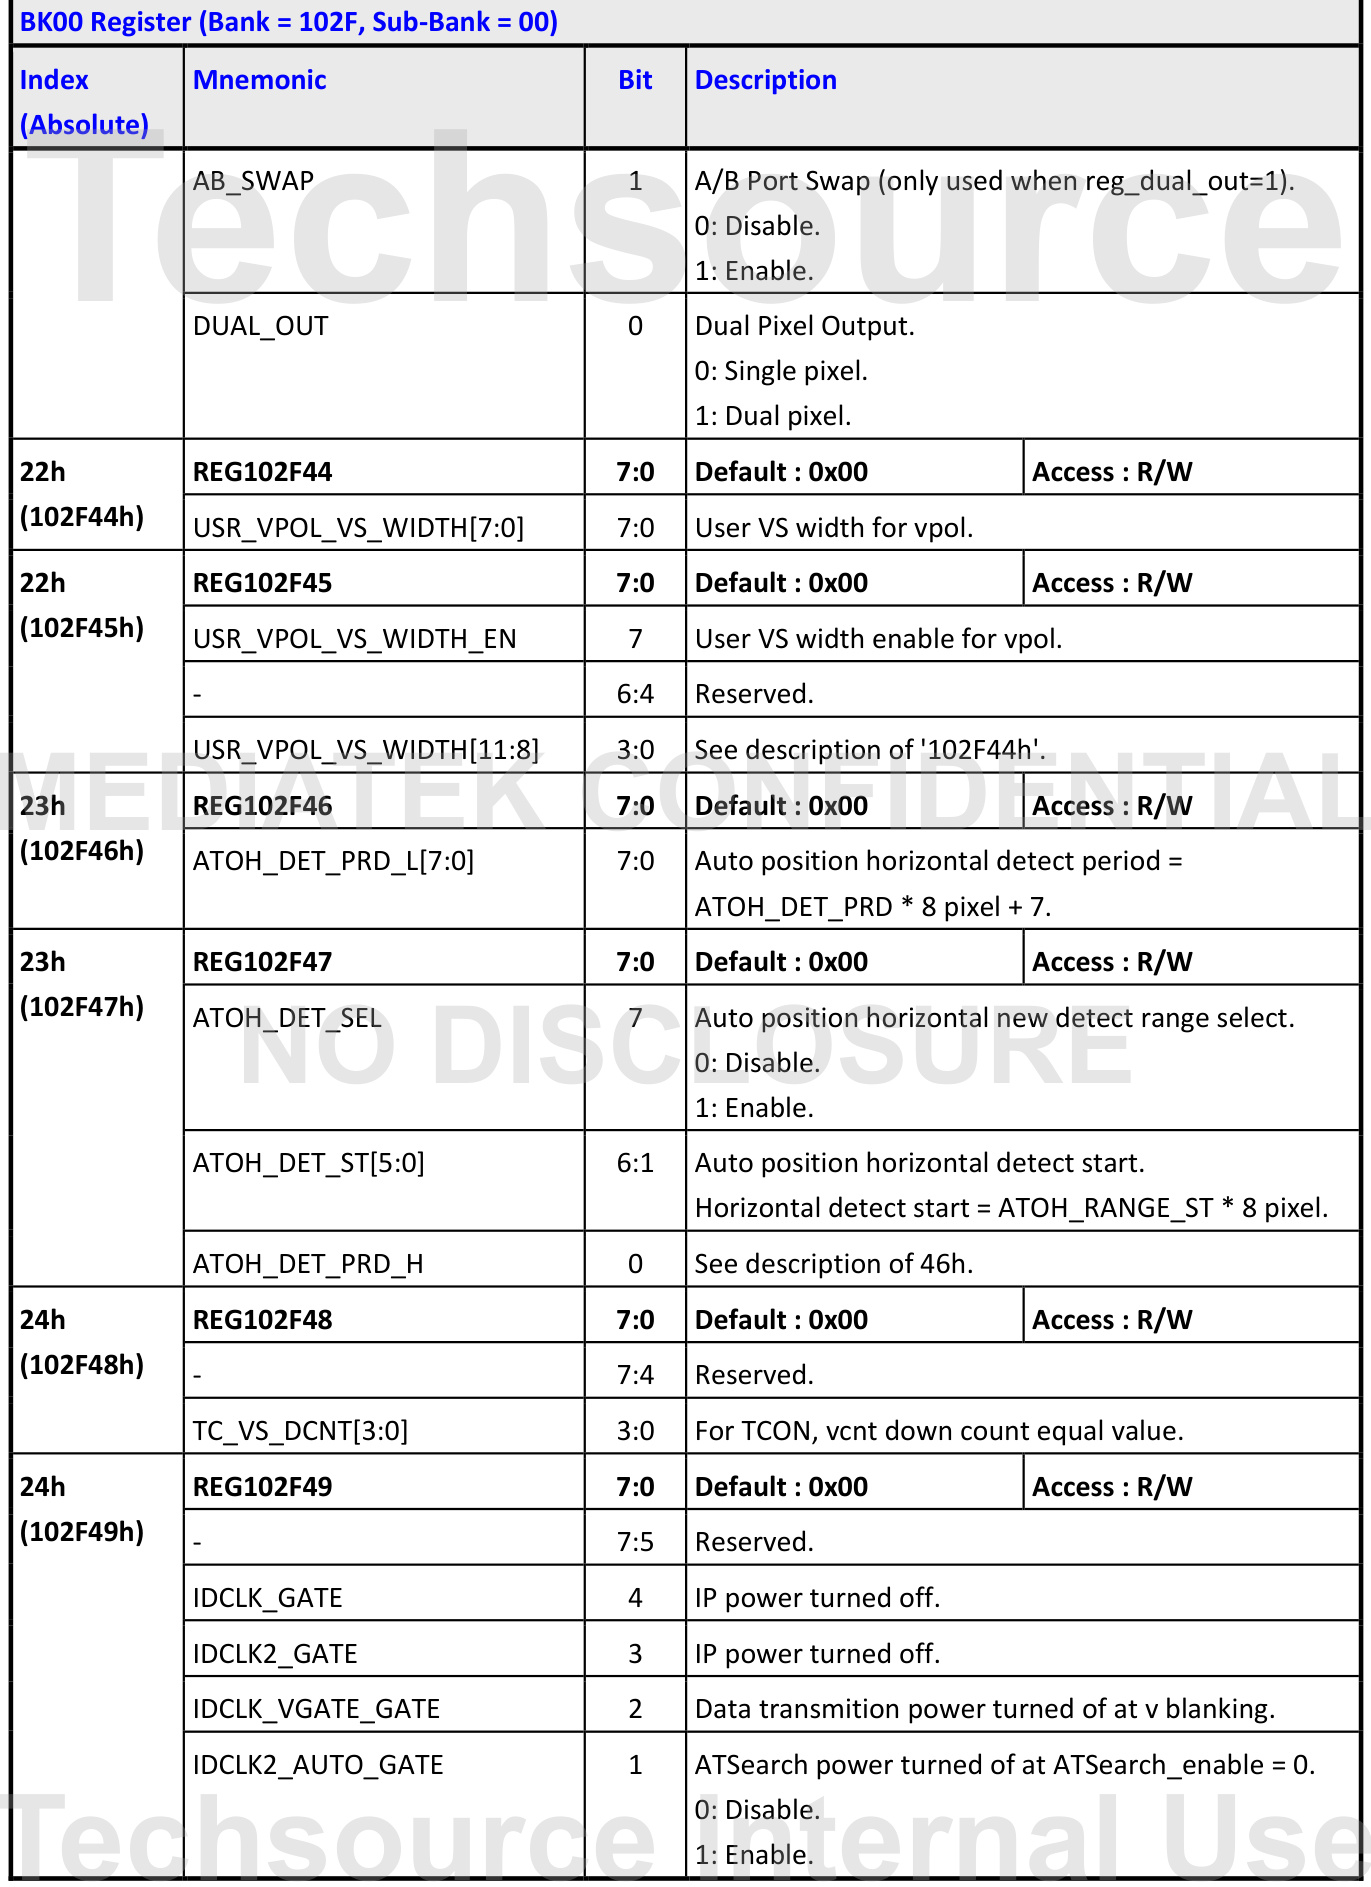 BK00 Register (Bank = 102F, Sub-Bank = 00)
Index (Absolute) Mnemonic Bit Description
AB_SWAP 1 A/B Port Swap (only used when reg_dual_out=1).
0: Disable.
1: Enable.
DUAL_OUT 0 Dual Pixel Output.
0: Single pixel.
1: Dual pixel.
22h REG102F44 7:0 Default : 0x00 Access : R/W
(102F44h) USR_VPOL_VS_WIDTH[7:0] 7:0 User VS width for vpol.
22h REG102F45 7:0 Default : 0x00 Access : R/W
(102F45h) USR_VPOL_VS_WIDTH_EN 7 User VS width enable for vpol.
- 6:4 Reserved.
USR_VPOL_VS_WIDTH[11:8] 3:0 See description of '102F44h'.
23h REG102F46 7:0 Default : 0x00 Access : R/W
(102F46h) ATOH_DET_PRD_L[7:0] 7:0 Auto position horizontal detect period =
ATOH_DET_PRD * 8 pixel + 7.
23h REG102F47 7:0 Default : 0x00 Access : R/W
(102F47h) ATOH_DET_SEL 7 Auto position horizontal new detect range select.
0: Disable.
1: Enable.
ATOH_DET_ST[5:0] 6:1 Auto position horizontal detect start.
Horizontal detect start = ATOH_RANGE_ST * 8 pixel.
ATOH_DET_PRD_H 0 See description of 46h.
24h REG102F48 7:0 Default : 0x00 Access : R/W
(102F48h) - 7:4 Reserved.
TC_VS_DCNT[3:0] 3:0 For TCON, vcnt down count equal value.
24h REG102F49 7:0 Default : 0x00 Access : R/W
(102F49h) - 7:5 Reserved.
IDCLK_GATE 4 IP power turned off.
IDCLK2_GATE 3 IP power turned off.
IDCLK_VGATE_GATE 2 Data transmition power turned of at v blanking.
IDCLK2_AUTO_GATE 1 ATSearch power turned of at ATSearch_enable = 0.
0: Disable.
1: Enable.
Techsource
MEDIATEK CONFIDENTIAL
NO DISCLOSURE
Techsource Internal Use